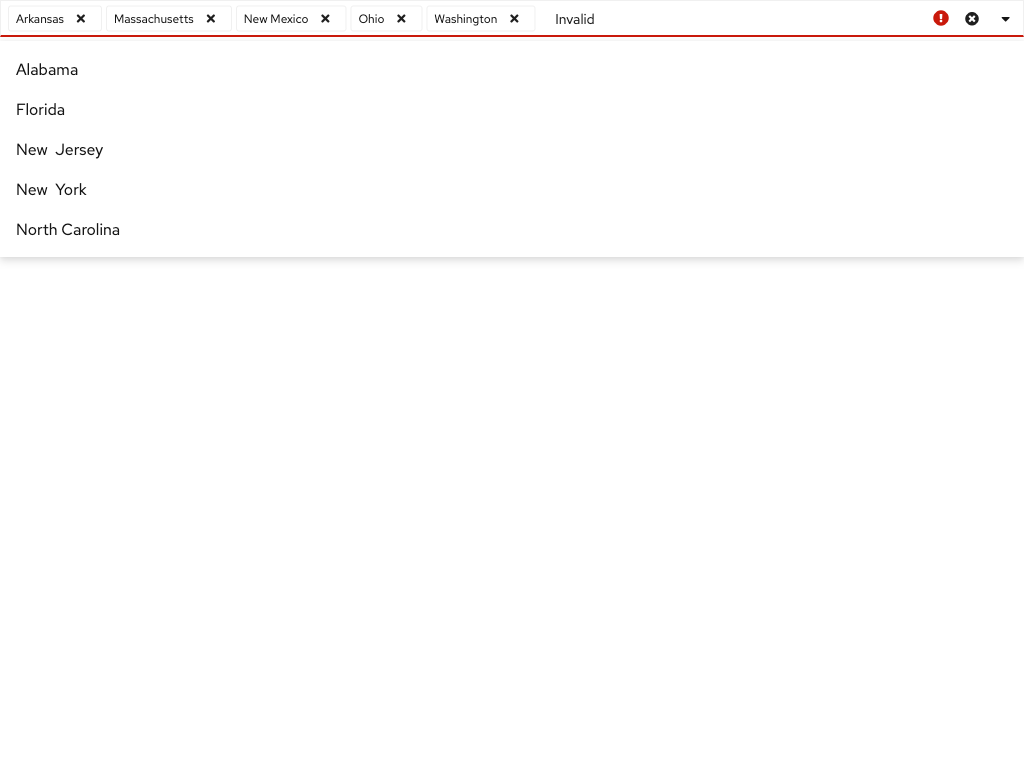 Arkansas Massachusetts New Mexico Ohio Washington Invalid
Alabama
Florida
New  Jersey
New  York
North Carolina